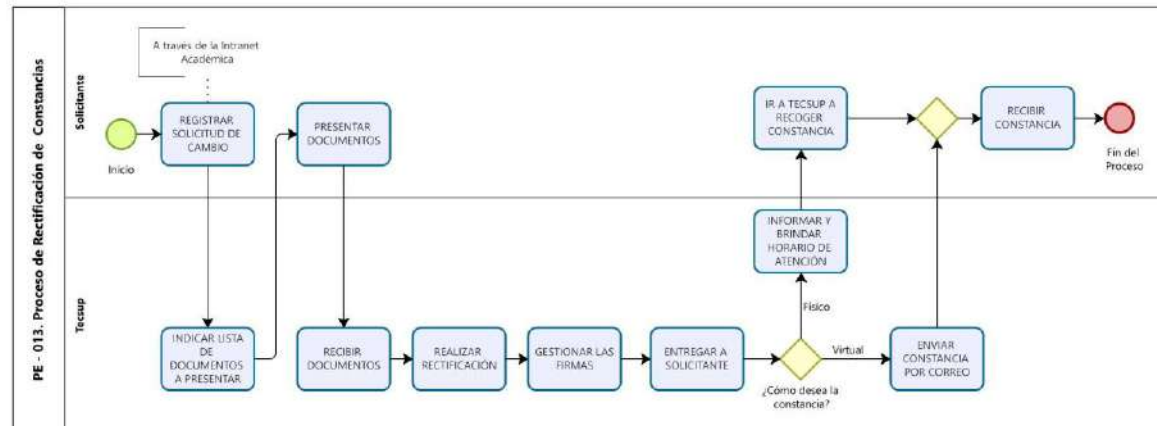 PE - 013. Proceso de Rectificación de Constancias
Solicitante
A través de la Intranet
Académica
Inicio
REGISTRAR
SOLICITUD DE
CAMBIO
PRESENTAR
DOCUMENTOS
IR A TECSUP A
RECOGER
CONSTANCIA
RECIBIR
CONSTANCIA
Fin del
Proceso
Tecsup
INDICAR LISTA
DE
DOCUMENTOS
A PRESENTAR
RECIBIR
DOCUMENTOS
REALIZAR
RECTIFICACIÓN
GESTIONAR LAS
FIRMAS
ENTREGAR A
SOLICITANTE
¿Cómo desea la
constancia?
Físico
INFORMAR Y
BRINDAR
HORARIO DE
ATENCIÓN
Virtual
ENVIAR
CONSTANCIA
POR CORREO